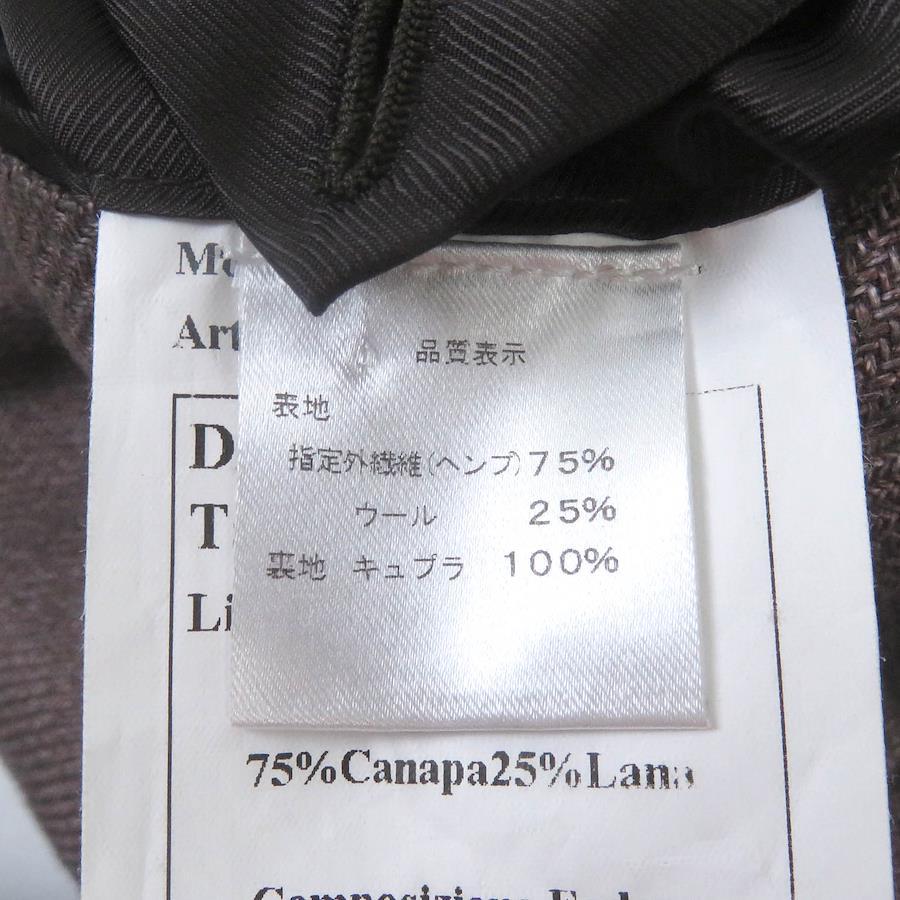 品質表示
表地
指定外繊維(ヘンプ)75%
ウール 25%
裏地 キュプラ 100%
75%Canapa25%Lana